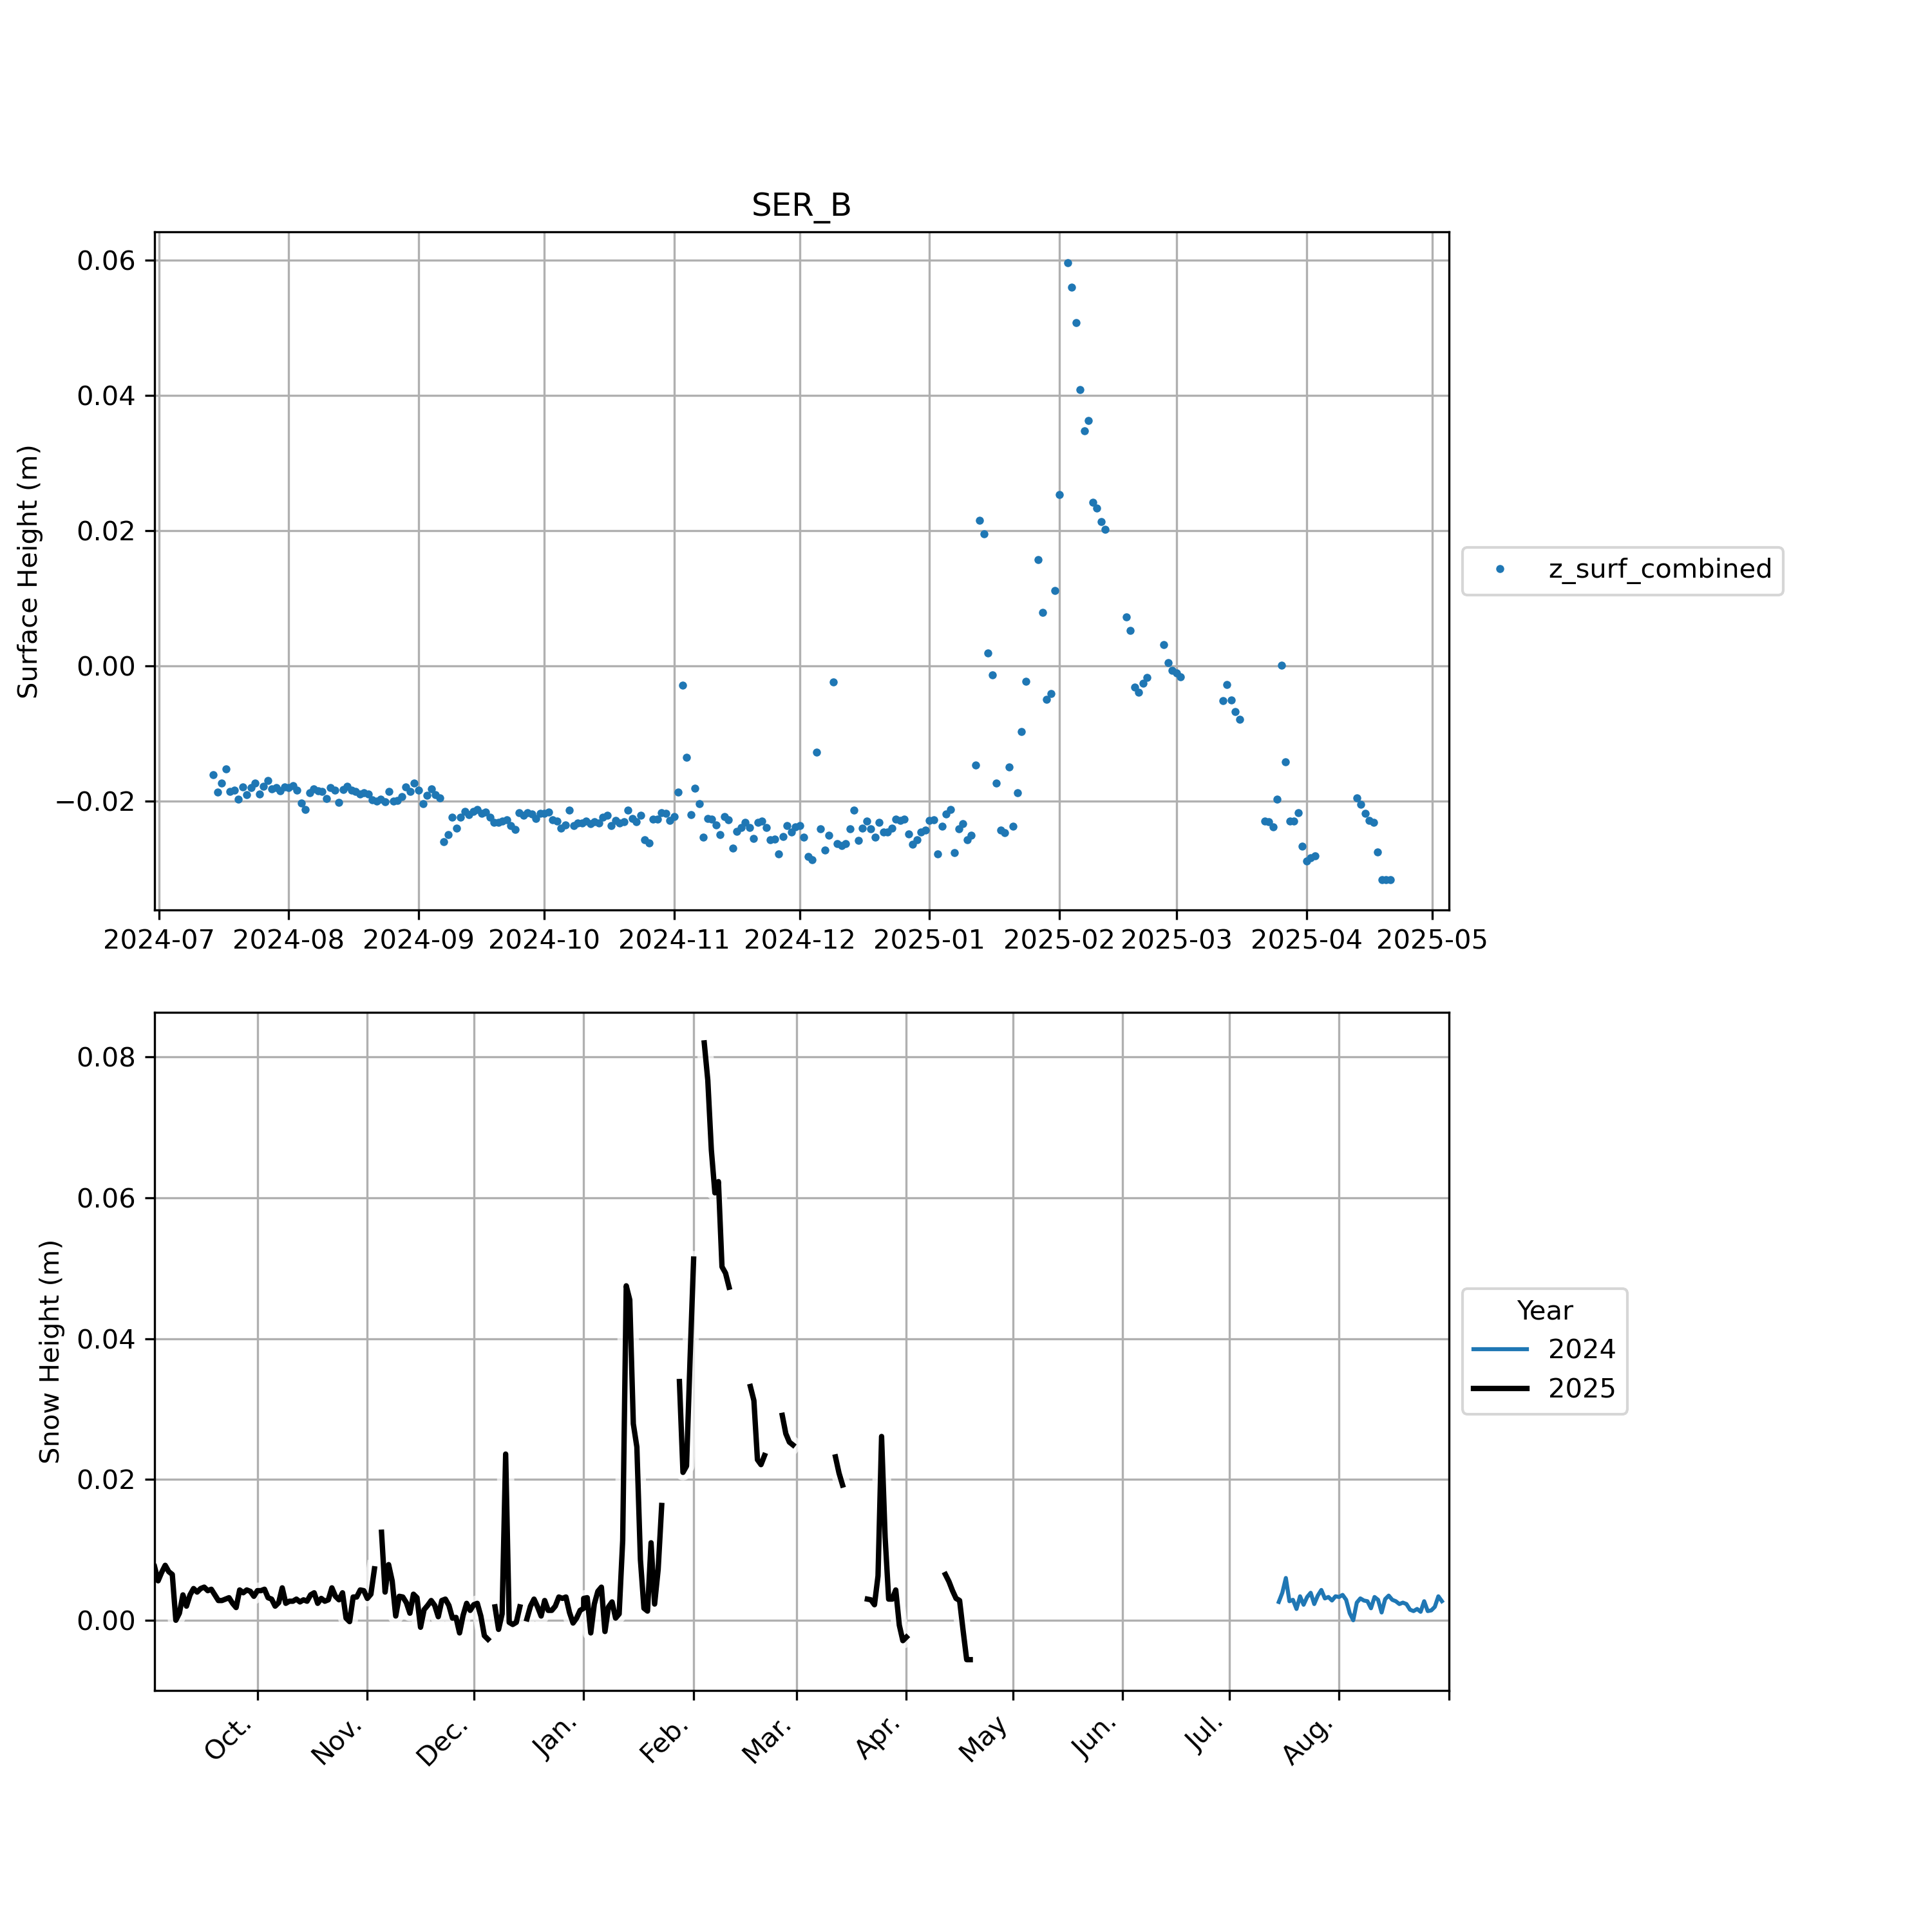 SER_B
Surface Height (m)
0.06
0.04
0.02
0.00
−0.02
2024-07 2024-08 2024-09 2024-10 2024-11 2024-12 2025-01 2025-02 2025-03 2025-04 2025-05
z_surf_combined
Snow Height (m)
0.08
0.06
0.04
0.02
0.00
Oct. Nov. Dec. Jan. Feb. Mar. Apr. May Jun. Jul. Aug.
Year
2024
2025